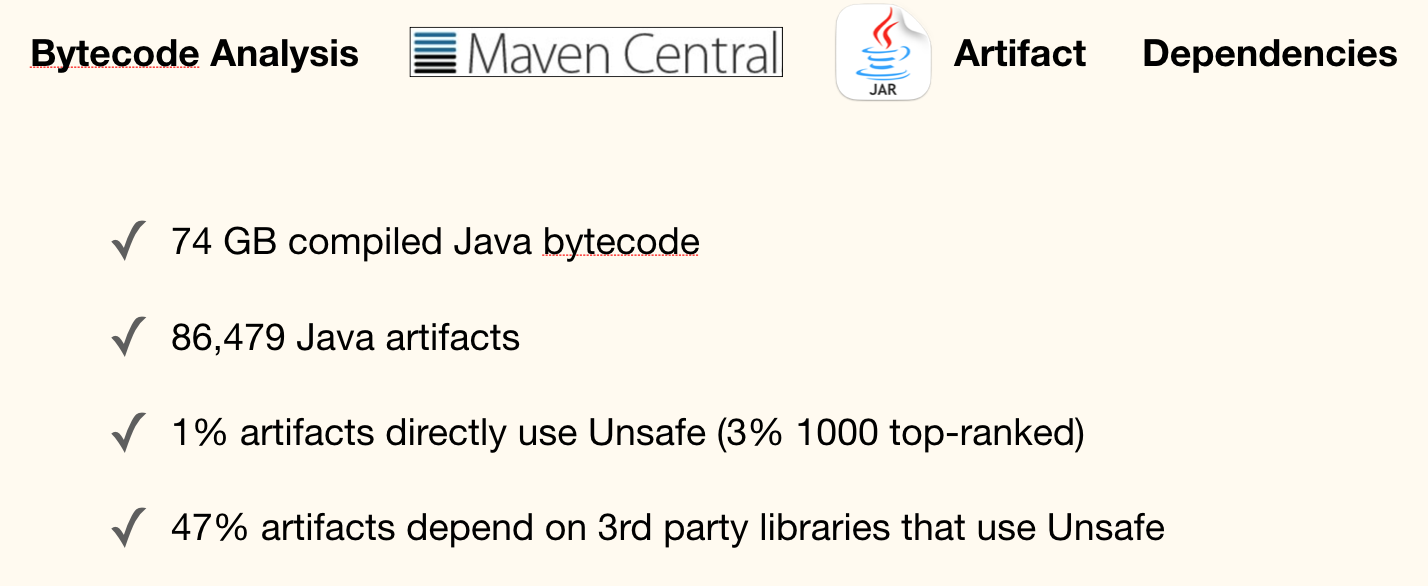 Bytecode Analysis Maven Central JAR Artifact Dependencies
74 GB compiled Java bytecode
86,479 Java artifacts
1% artifacts directly use Unsafe (3% 1000 top-ranked)
47% artifacts depend on 3rd party libraries that use Unsafe